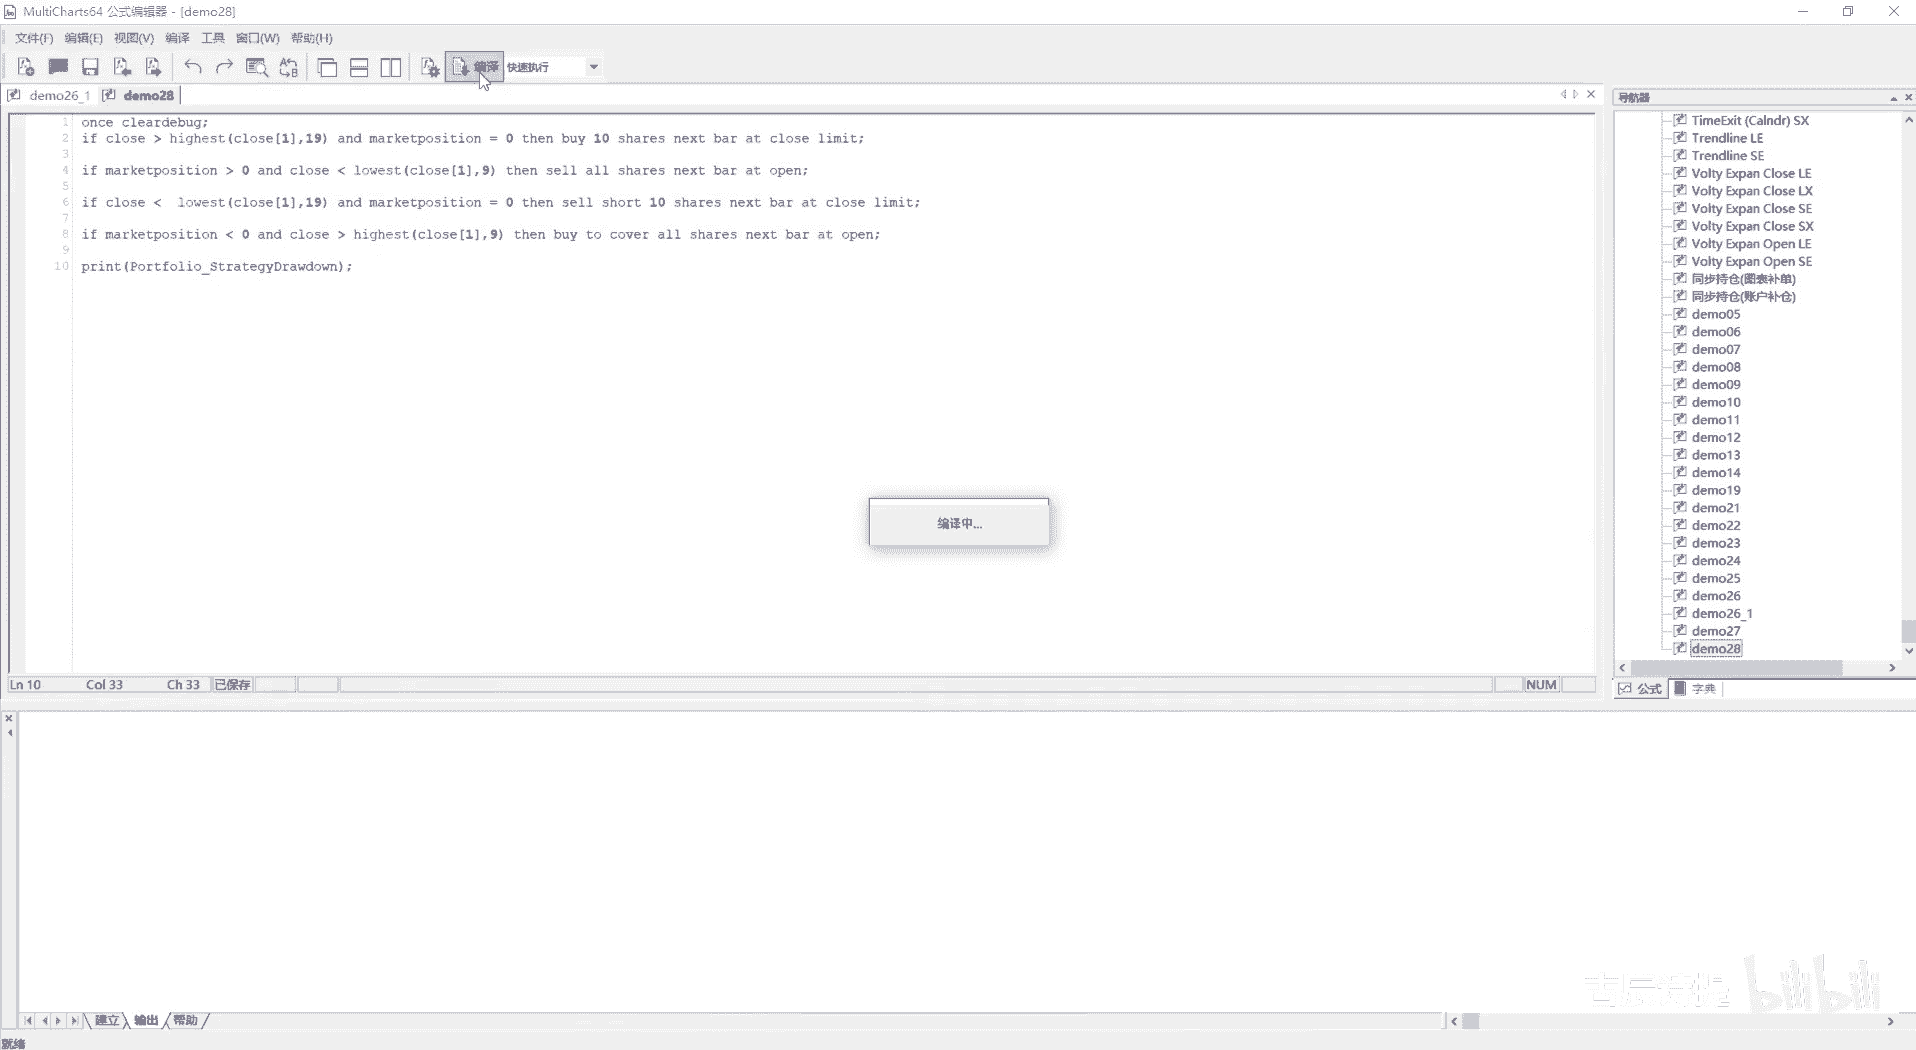 MultiCharts64 公式编辑器 - [demo28]
文件(F) 编辑(E) 视图(V) 编译 工具 窗口(W) 帮助(H)
编译 快速执行
demo26_1 demo28
1 once cleardebug;
2 if close > highest(close[1],19) and marketposition = 0 then buy 10 shares next bar at close limit;
3
4 if marketposition > 0 and close < lowest(close[1],9) then sell all shares next bar at open;
5
6 if close <  lowest(close[1],19) and marketposition = 0 then sell short 10 shares next bar at close limit;
7
8 if marketposition < 0 and close > highest(close[1],9) then buy to cover all shares next bar at open;
9
10 print(Portfolio_StrategyDrawdown);
编译中...
Ln 10 Col 33 Ch 33 已保存 NUM
导航器
TimeExit (Calndr) SX
Trendline LE
Trendline SE
Volty Expan Close LE
Volty Expan Close LX
Volty Expan Close SE
Volty Expan Close SX
Volty Expan Open LE
Volty Expan Open SE
同步持仓(图表补单)
同步持仓(账户补仓)
demo05
demo06
demo07
demo08
demo09
demo10
demo11
demo12
demo13
demo14
demo19
demo21
demo22
demo23
demo24
demo25
demo26
demo26_1
demo27
demo28
公式 字典
建立 输出 帮助
就绪
bilibili